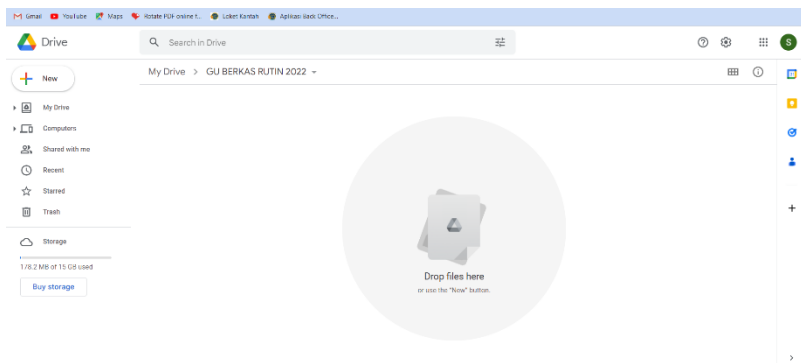 Gmail YouTube Maps Rotate PDF online f... Loket Kantah Aplikasi Back Office...
Drive Search in Drive S
New My Drive > GU BERKAS RUTIN 2022
My Drive
Computers
Shared with me
Recent
Starred
Trash
Storage
178.2 MB of 15 GB used
Buy storage
Drop files here
or use the "New" button.